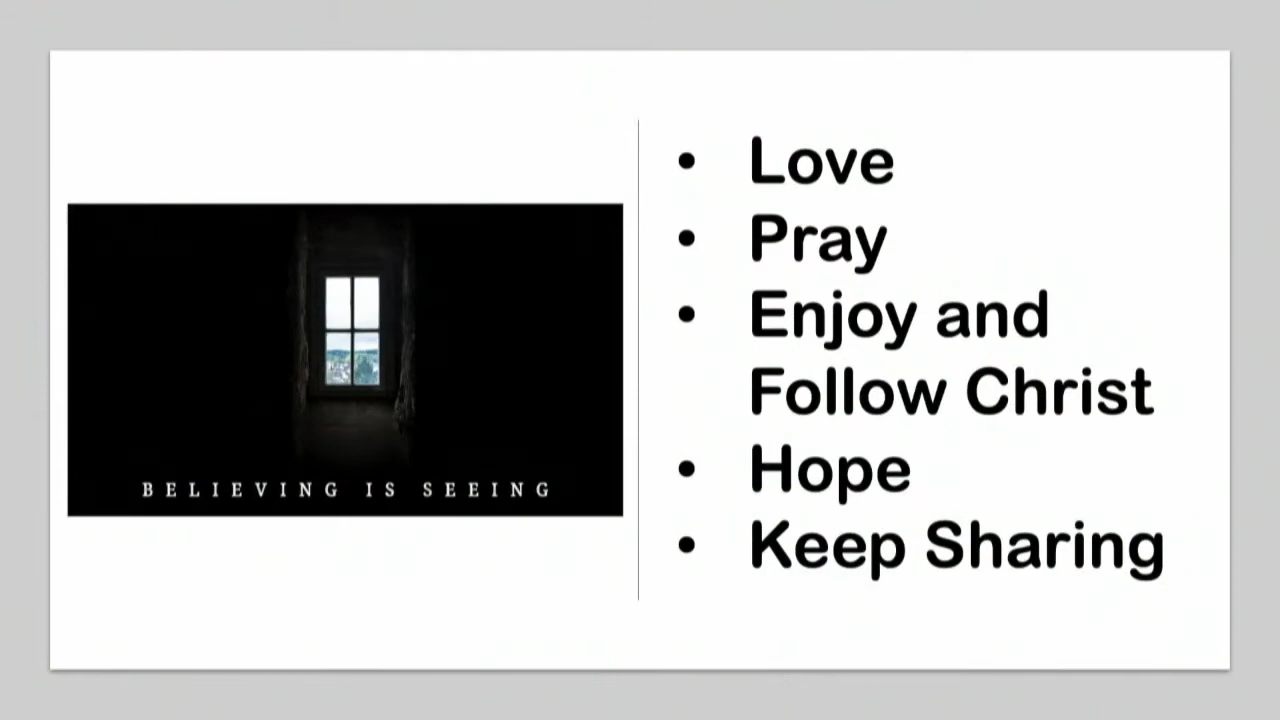 BELIEVING IS SEEING
• Love
• Pray
• Enjoy and
Follow Christ
• Hope
• Keep Sharing